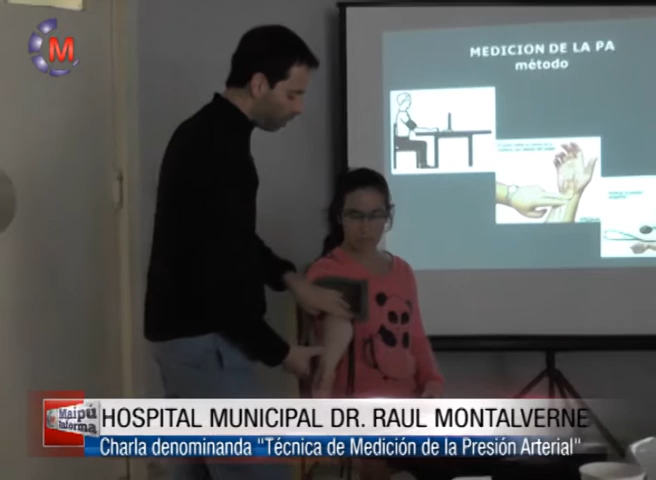 M
MEDICION DE LA PA
método
Maipú
Informa
HOSPITAL MUNICIPAL DR. RAUL MONTALVERNE
Charla denominanda "Técnica de Medición de la Presión Arterial"